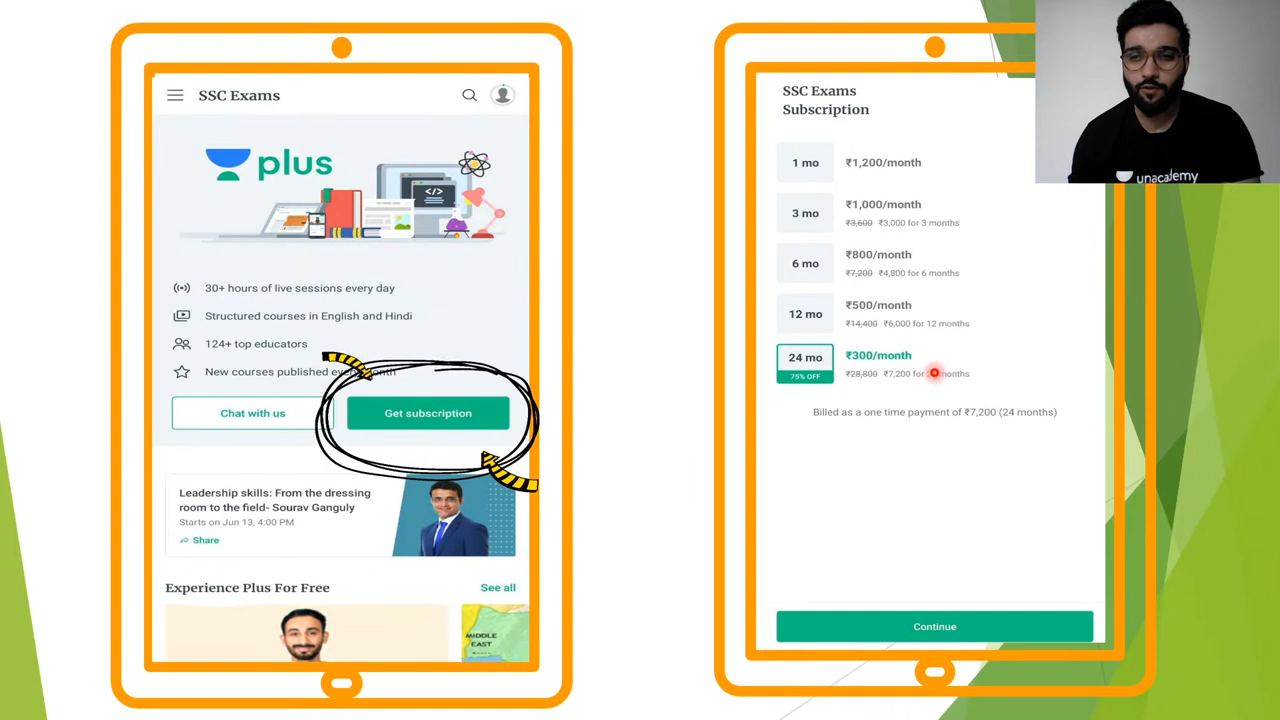 SSC Exams
plus
30+ hours of live sessions every day
Structured courses in English and Hindi
124+ top educators
New courses published every month
Chat with us
Get subscription
Leadership skills: From the dressing
room to the field- Sourav Ganguly
Starts on Jun 13, 4:00 PM
Share
Experience Plus For Free
See all
MIDDLE
EAST
SSC Exams
Subscription
1 mo
₹1,200/month
3 mo
₹1,000/month
₹3,600 ₹3,000 for 3 months
6 mo
₹800/month
₹7,200 ₹4,800 for 6 months
12 mo
₹500/month
₹14,400 ₹6,000 for 12 months
24 mo
75% OFF
₹300/month
₹28,800 ₹7,200 for months
Billed as a one time payment of ₹7,200 (24 months)
Continue
unacademy